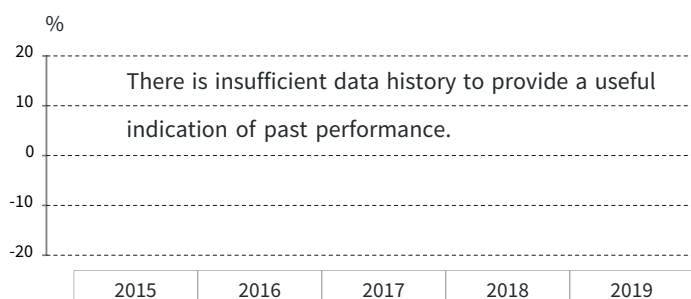 %
20
There is insufficient data history to provide a useful
10
indication of past performance.
0
-10
-20
2015 2016 2017 2018 2019